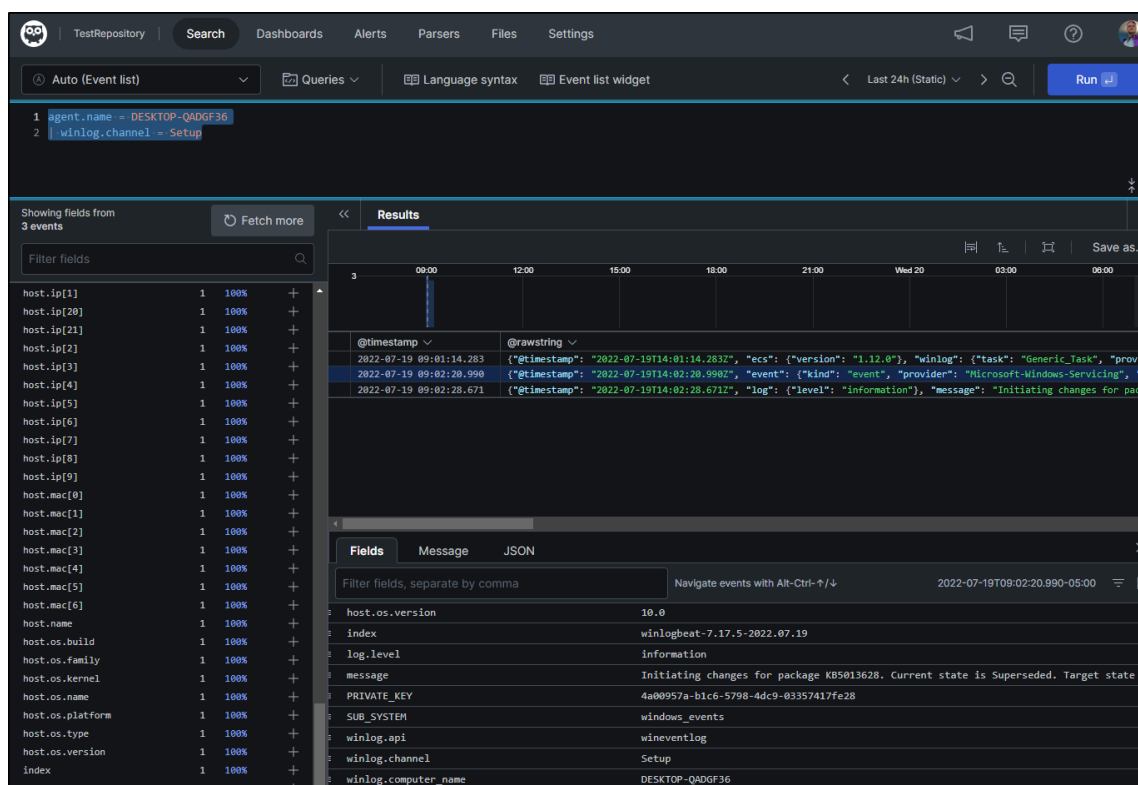 TestRepository Search Dashboards Alerts Parsers Files Settings
Auto (Event list) Queries Language syntax Event list widget Last 24h (Static) Run
1 agent.name = DESKTOP-QADGF36
2 | winlog.channel = Setup
Showing fields from
3 events
Fetch more
Results
Filter fields
Save as.
3 09:00 12:00 15:00 18:00 21:00 Wed 20 03:00 06:00
host.ip[1] 1 100%
host.ip[20] 1 100%
host.ip[21] 1 100%
host.ip[2] 1 100%
host.ip[3] 1 100%
host.ip[4] 1 100%
host.ip[5] 1 100%
host.ip[6] 1 100%
host.ip[7] 1 100%
host.ip[8] 1 100%
host.ip[9] 1 100%
host.mac[0] 1 100%
host.mac[1] 1 100%
host.mac[2] 1 100%
host.mac[3] 1 100%
host.mac[4] 1 100%
host.mac[5] 1 100%
host.mac[6] 1 100%
host.name 1 100%
host.os.build 1 100%
host.os.family 1 100%
host.os.kernel 1 100%
host.os.name 1 100%
host.os.platform 1 100%
host.os.type 1 100%
host.os.version 1 100%
index 1 100%
@timestamp @rawstring
2022-07-19 09:01:14.283 {"@timestamp": "2022-07-19T14:01:14.283Z", "ecs": {"version": "1.12.0"}, "winlog": {"task": "Generic_Task", "prov
2022-07-19 09:02:20.990 {"@timestamp": "2022-07-19T14:02:20.990Z", "event": {"kind": "event", "provider": "Microsoft-Windows-Servicing", "
2022-07-19 09:02:28.671 {"@timestamp": "2022-07-19T14:02:28.671Z", "log": {"level": "information"}, "message": "Initiating changes for pac
Fields Message JSON
Filter fields, separate by comma Navigate events with Alt-Ctrl-↑/↓ 2022-07-19T09:02:20.990-05:00
host.os.version 10.0
index winlogbeat-7.17.5-2022.07.19
log.level information
message Initiating changes for package KB5013628. Current state is Superseded. Target state
PRIVATE_KEY 4a00957a-b1c6-5798-4dc9-03357417fe28
SUB_SYSTEM windows_events
winlog.api wineventlog
winlog.channel Setup
winlog.computer_name DESKTOP-QADGF36